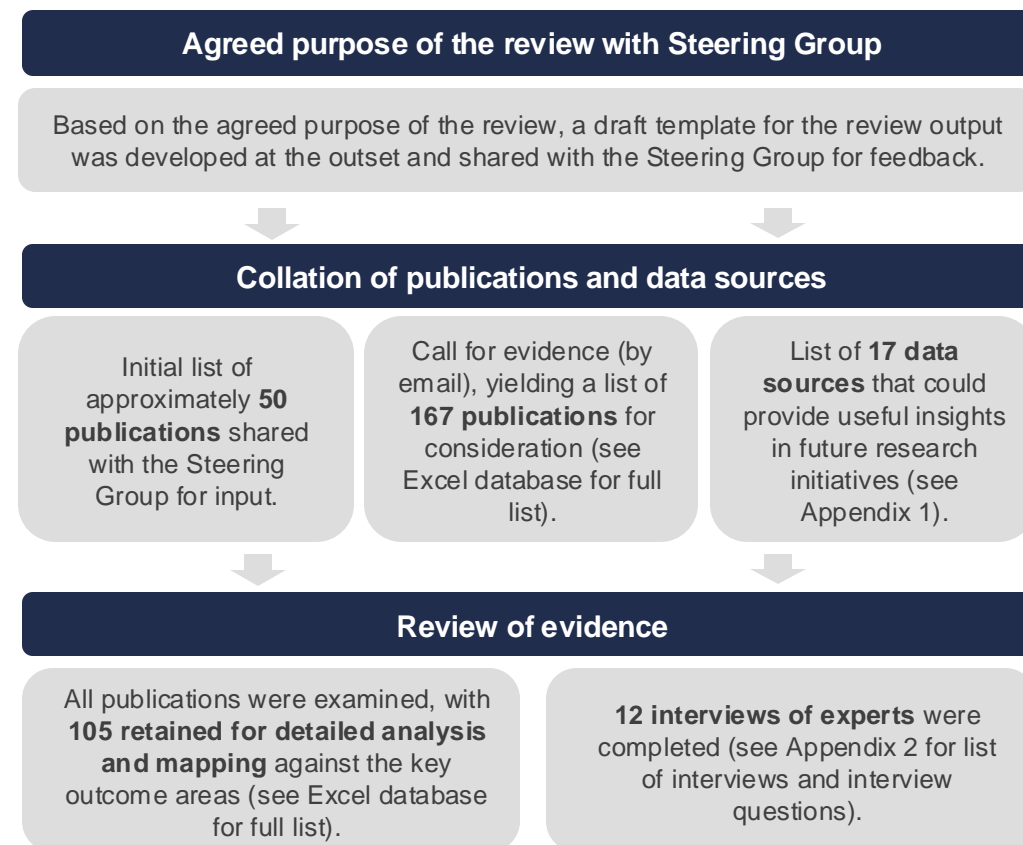 Agreed purpose of the review with Steering Group
Based on the agreed purpose of the review, a draft template for the review output
was developed at the outset and shared with the Steering Group for feedback.
Collation of publications and data sources
Initial list of
approximately 50
publications shared
with the Steering
Group for input.
Call for evidence (by
email), yielding a list of
167 publications for
consideration (see
Excel database for full
list).
List of 17 data
sources that could
provide useful insights
in future research
initiatives (see
Appendix 1).
Review of evidence
All publications were examined, with
105 retained for detailed analysis
and mapping against the key
outcome areas (see Excel database
for full list).
12 interviews of experts were
completed (see Appendix 2 for list
of interviews and interview
questions).